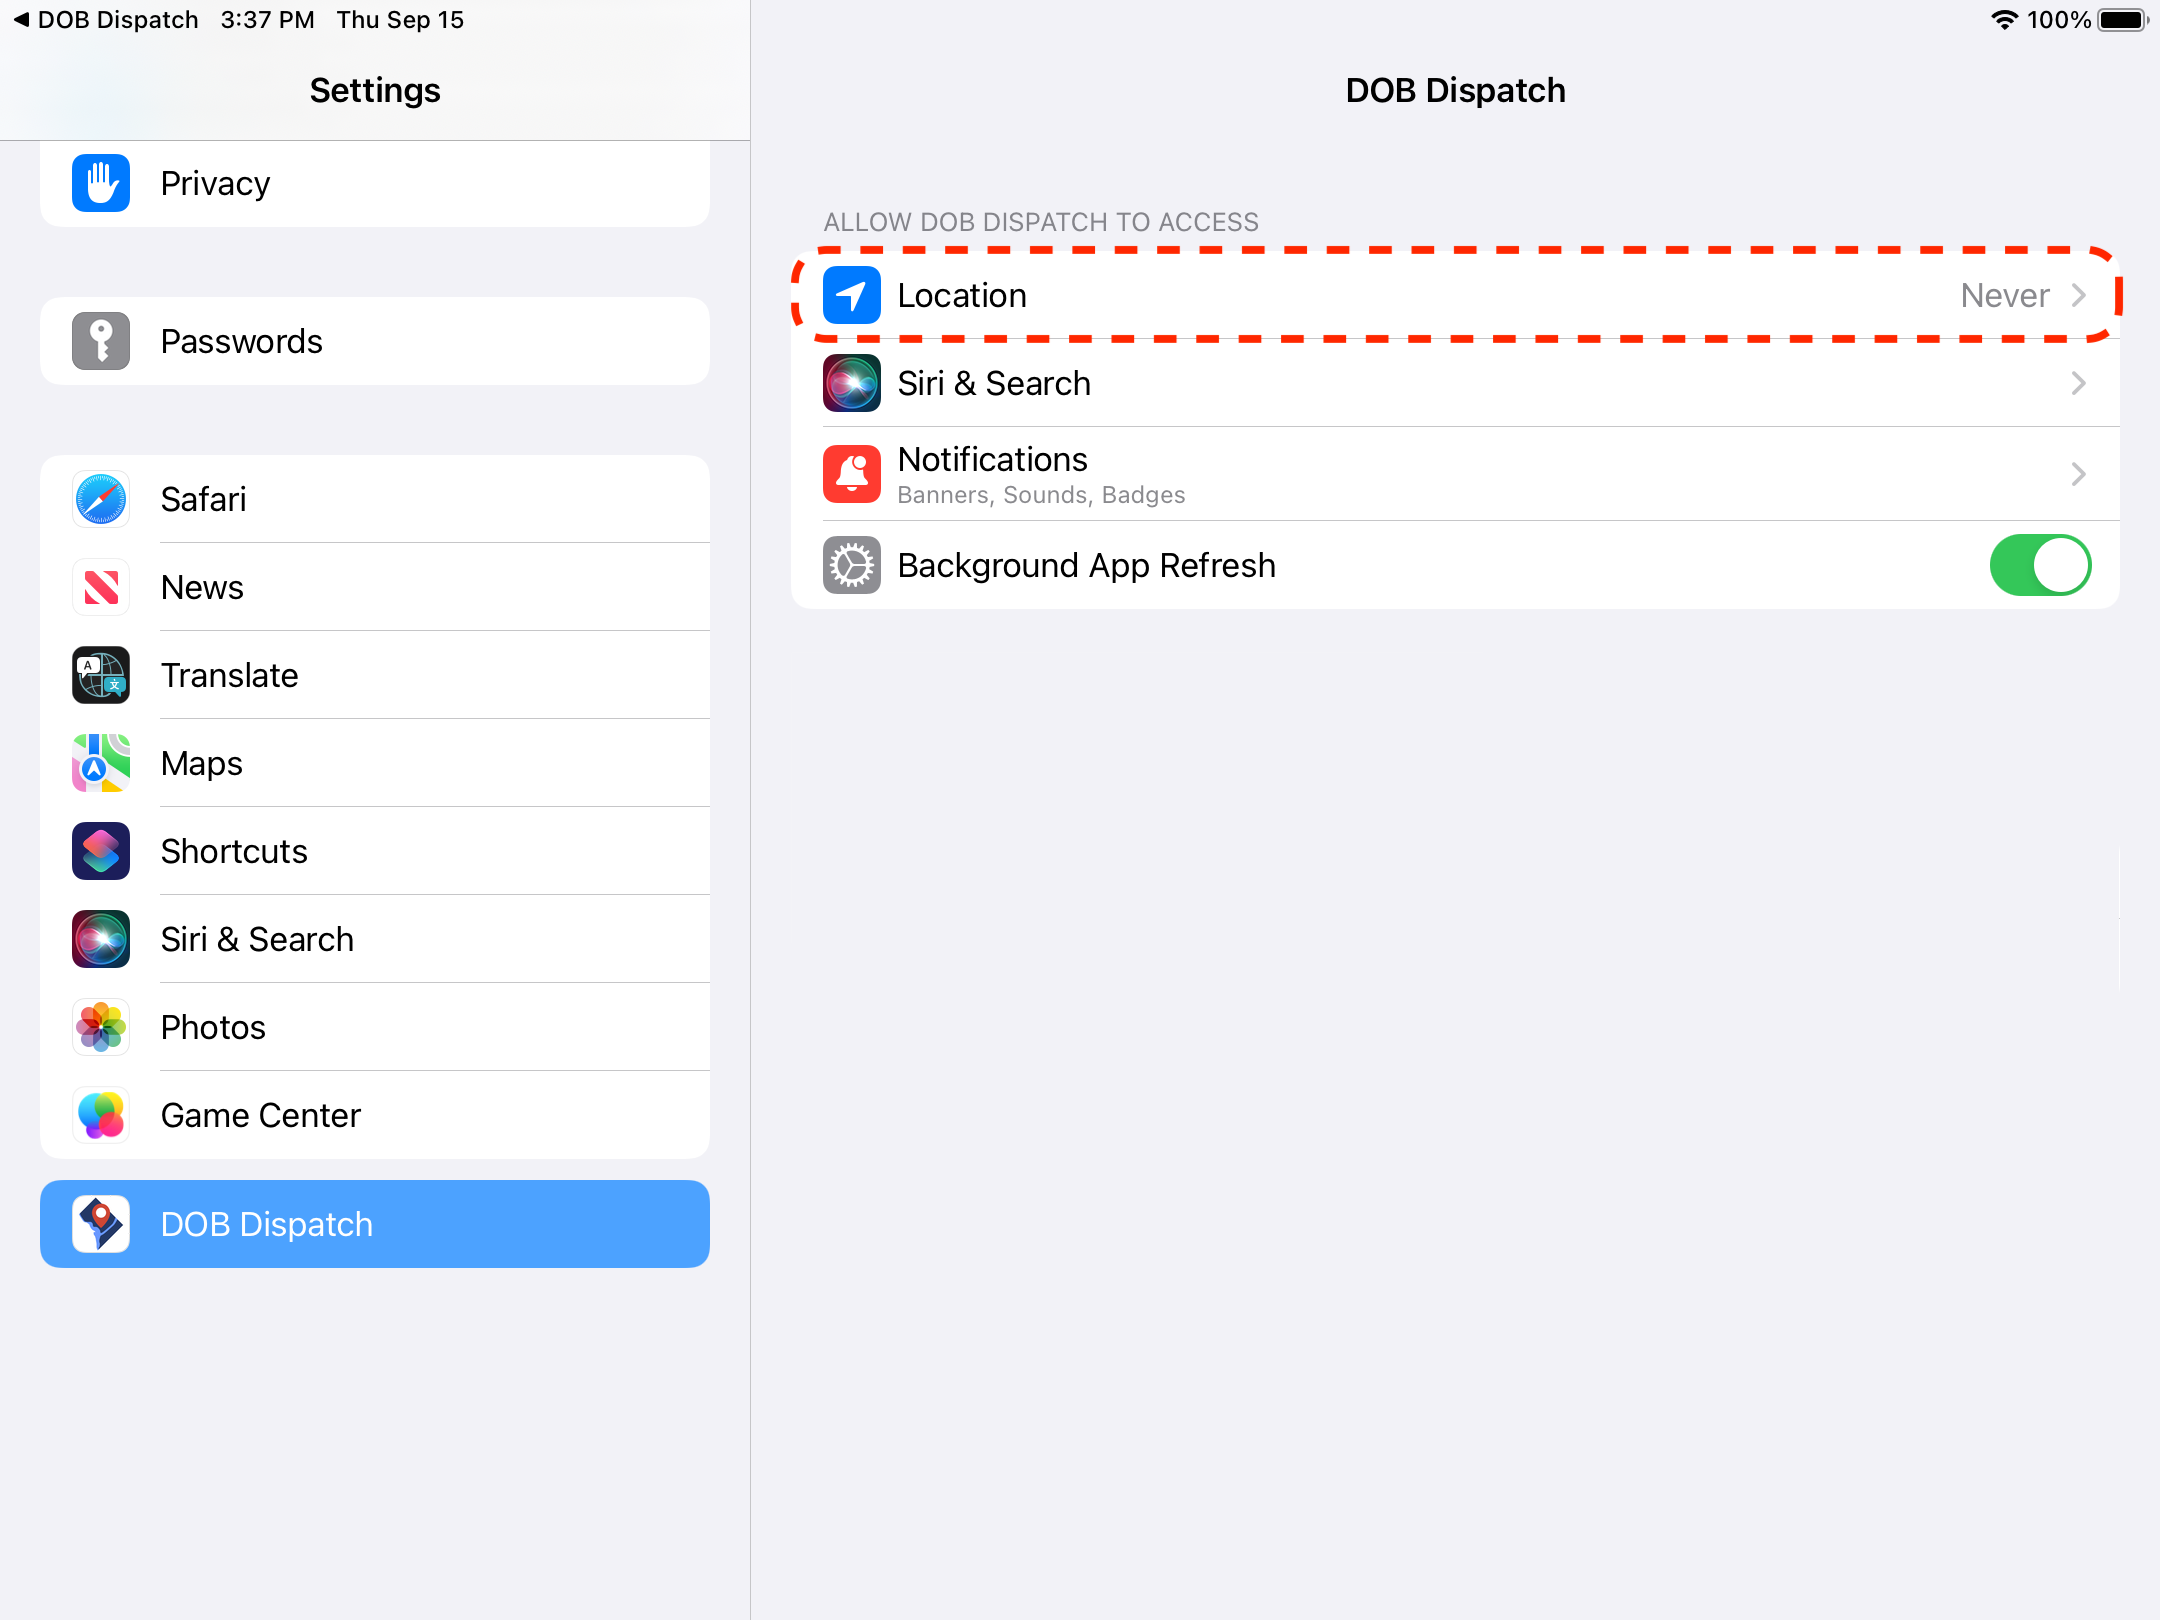 ◀ DOB Dispatch 3:37 PM Thu Sep 15
100%
Settings
Privacy
Passwords
Safari
News
Translate
Maps
Shortcuts
Siri & Search
Photos
Game Center
DOB Dispatch
DOB Dispatch
ALLOW DOB DISPATCH TO ACCESS
Location Never
Siri & Search
Notifications
Banners, Sounds, Badges
Background App Refresh